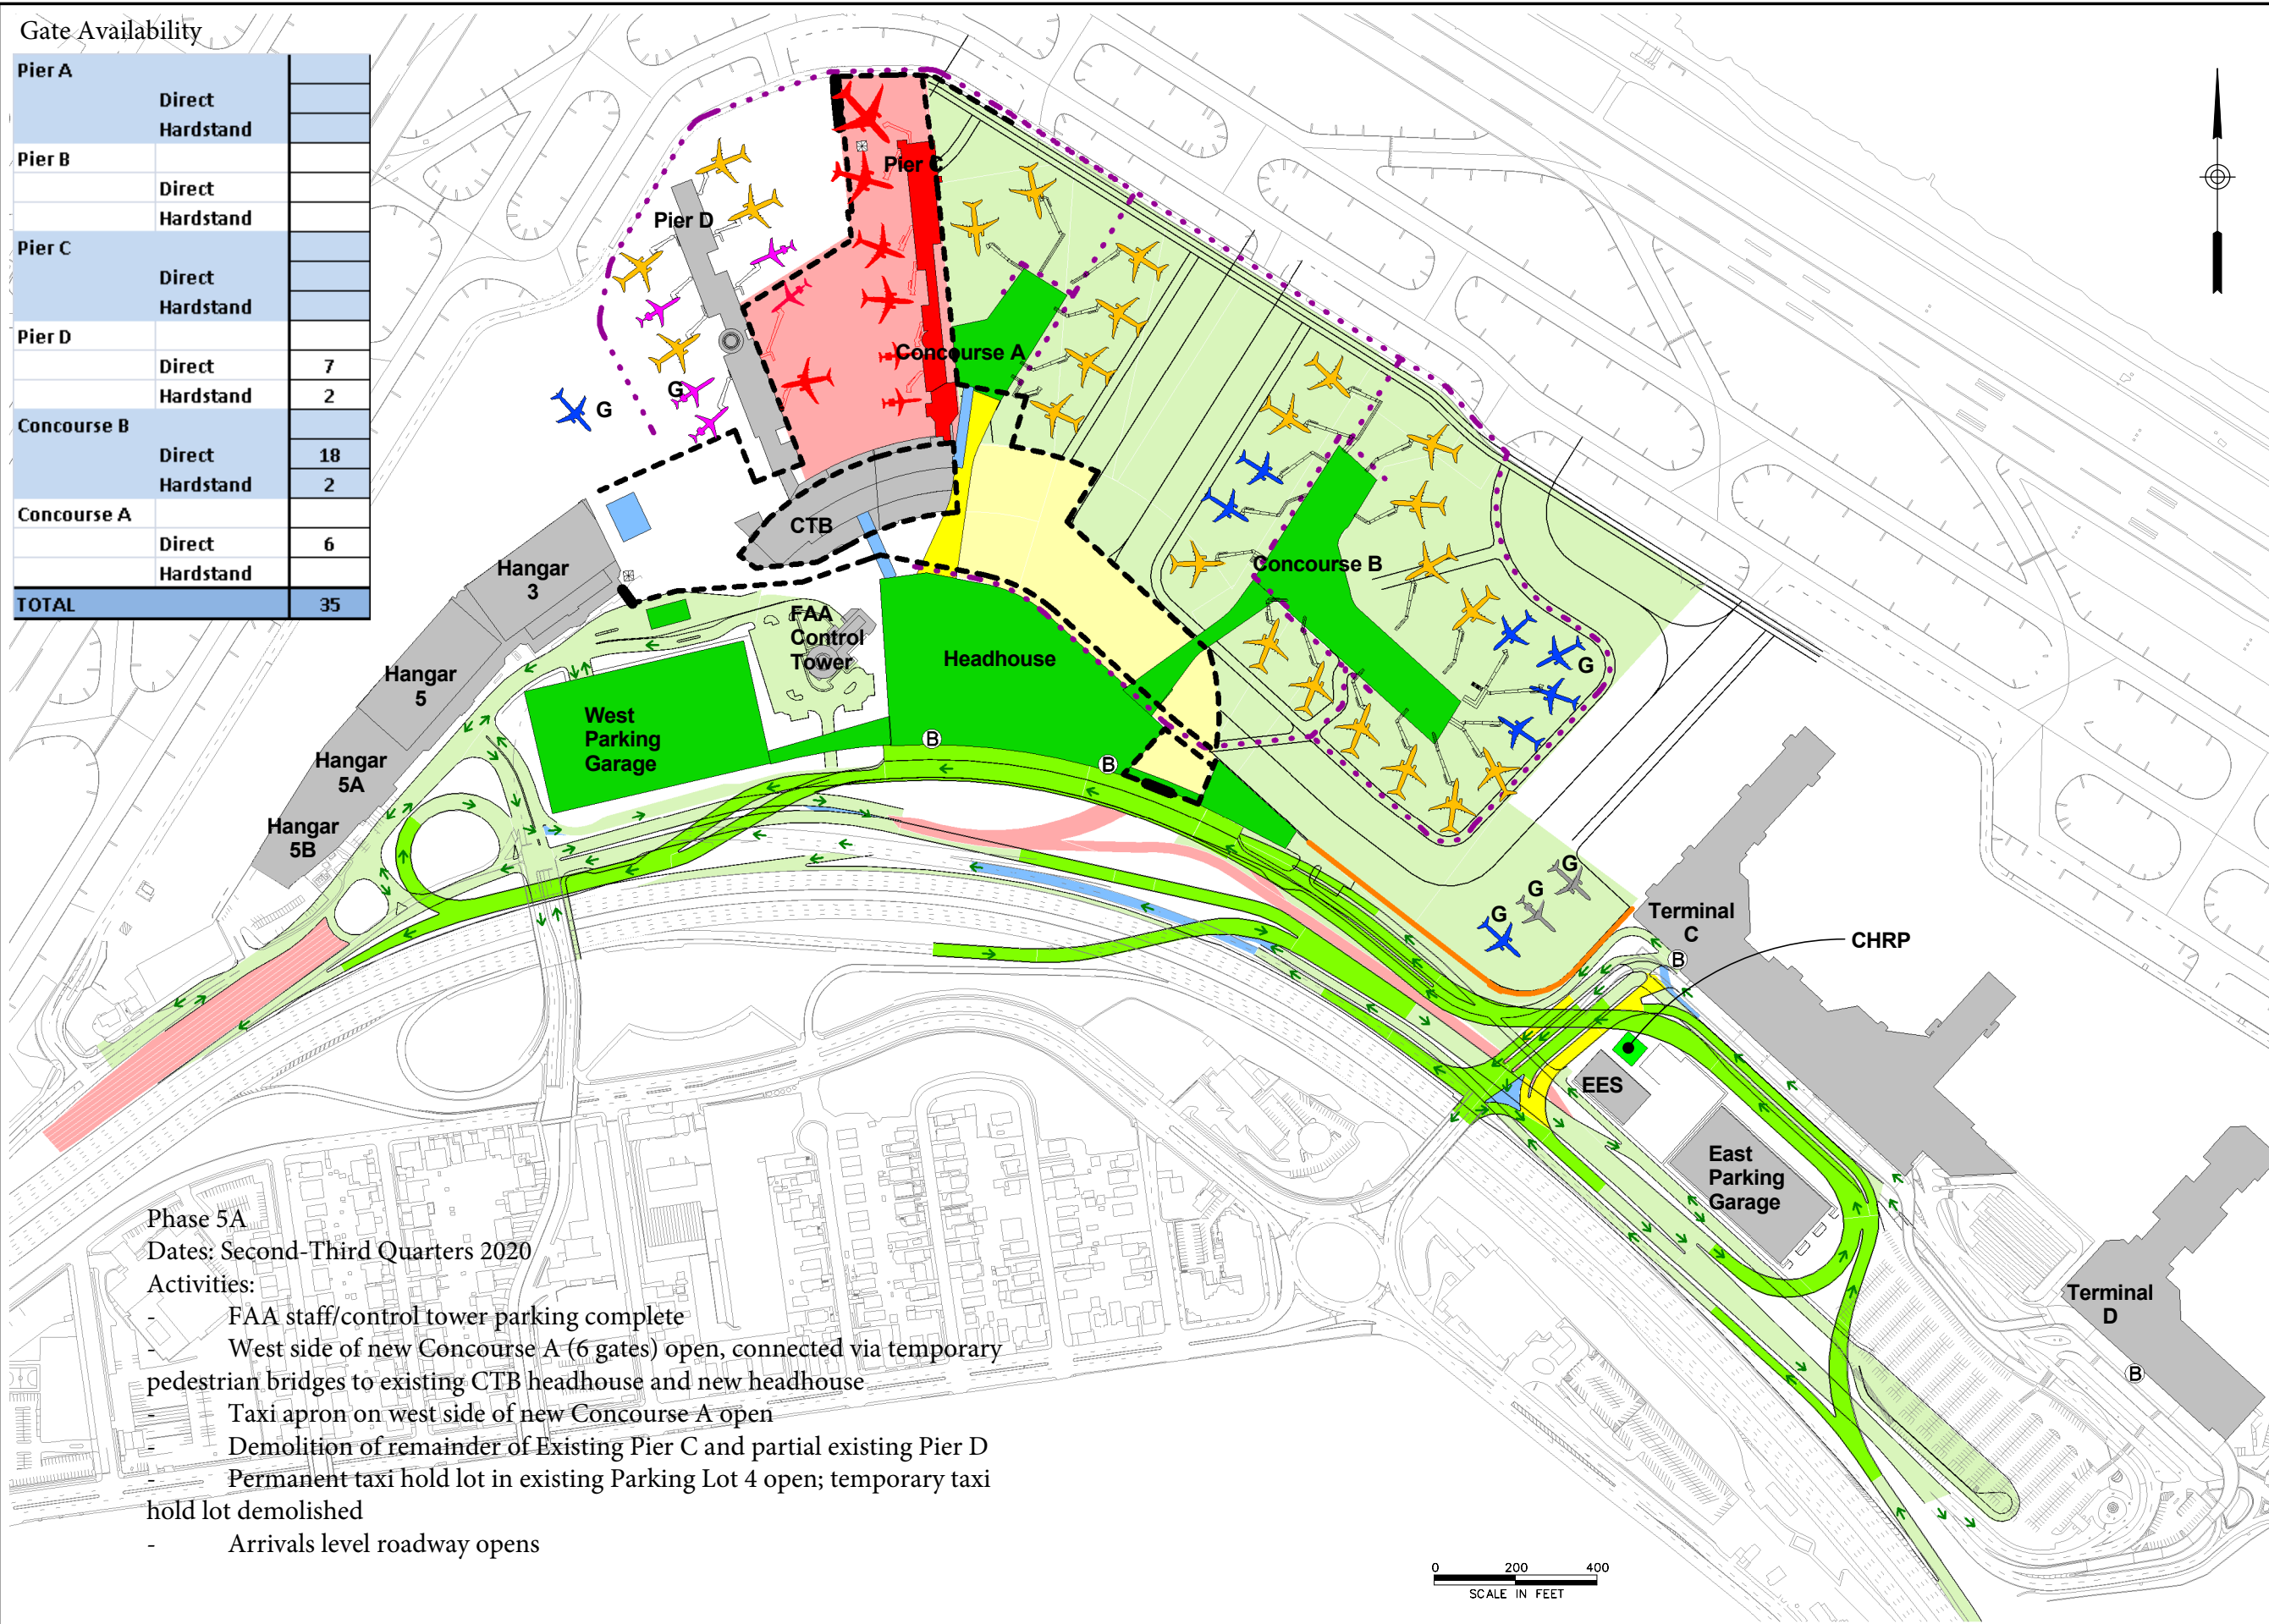 Gate Availability
Pier A
Direct
Hardstand
Pier B
Direct
Hardstand
Pier C
Direct
Hardstand
Pier D
Direct 7
Hardstand 2
Concourse B
Direct 18
Hardstand 2
Concourse A
Direct 6
Hardstand
TOTAL 35
Pier C
Pier D
Concourse A
G
G
CTB
Concourse B
Hangar
3
FAA
Control
Tower
Headhouse
G
Hangar
5
West
Parking
Garage
B
B
Hangar
5A
Hangar
5B
G
G
G
Terminal
C
B
CHRP
EES
East
Parking
Garage
Terminal
D
B
Phase 5A
Dates: Second-Third Quarters 2020
Activities:
- FAA staff/control tower parking complete
- West side of new Concourse A (6 gates) open, connected via temporary
pedestrian bridges to existing CTB headhouse and new headhouse
- Taxi apron on west side of new Concourse A open
- Demolition of remainder of Existing Pier C and partial existing Pier D
- Permanent taxi hold lot in existing Parking Lot 4 open; temporary taxi
hold lot demolished
- Arrivals level roadway opens
0 200 400
SCALE IN FEET